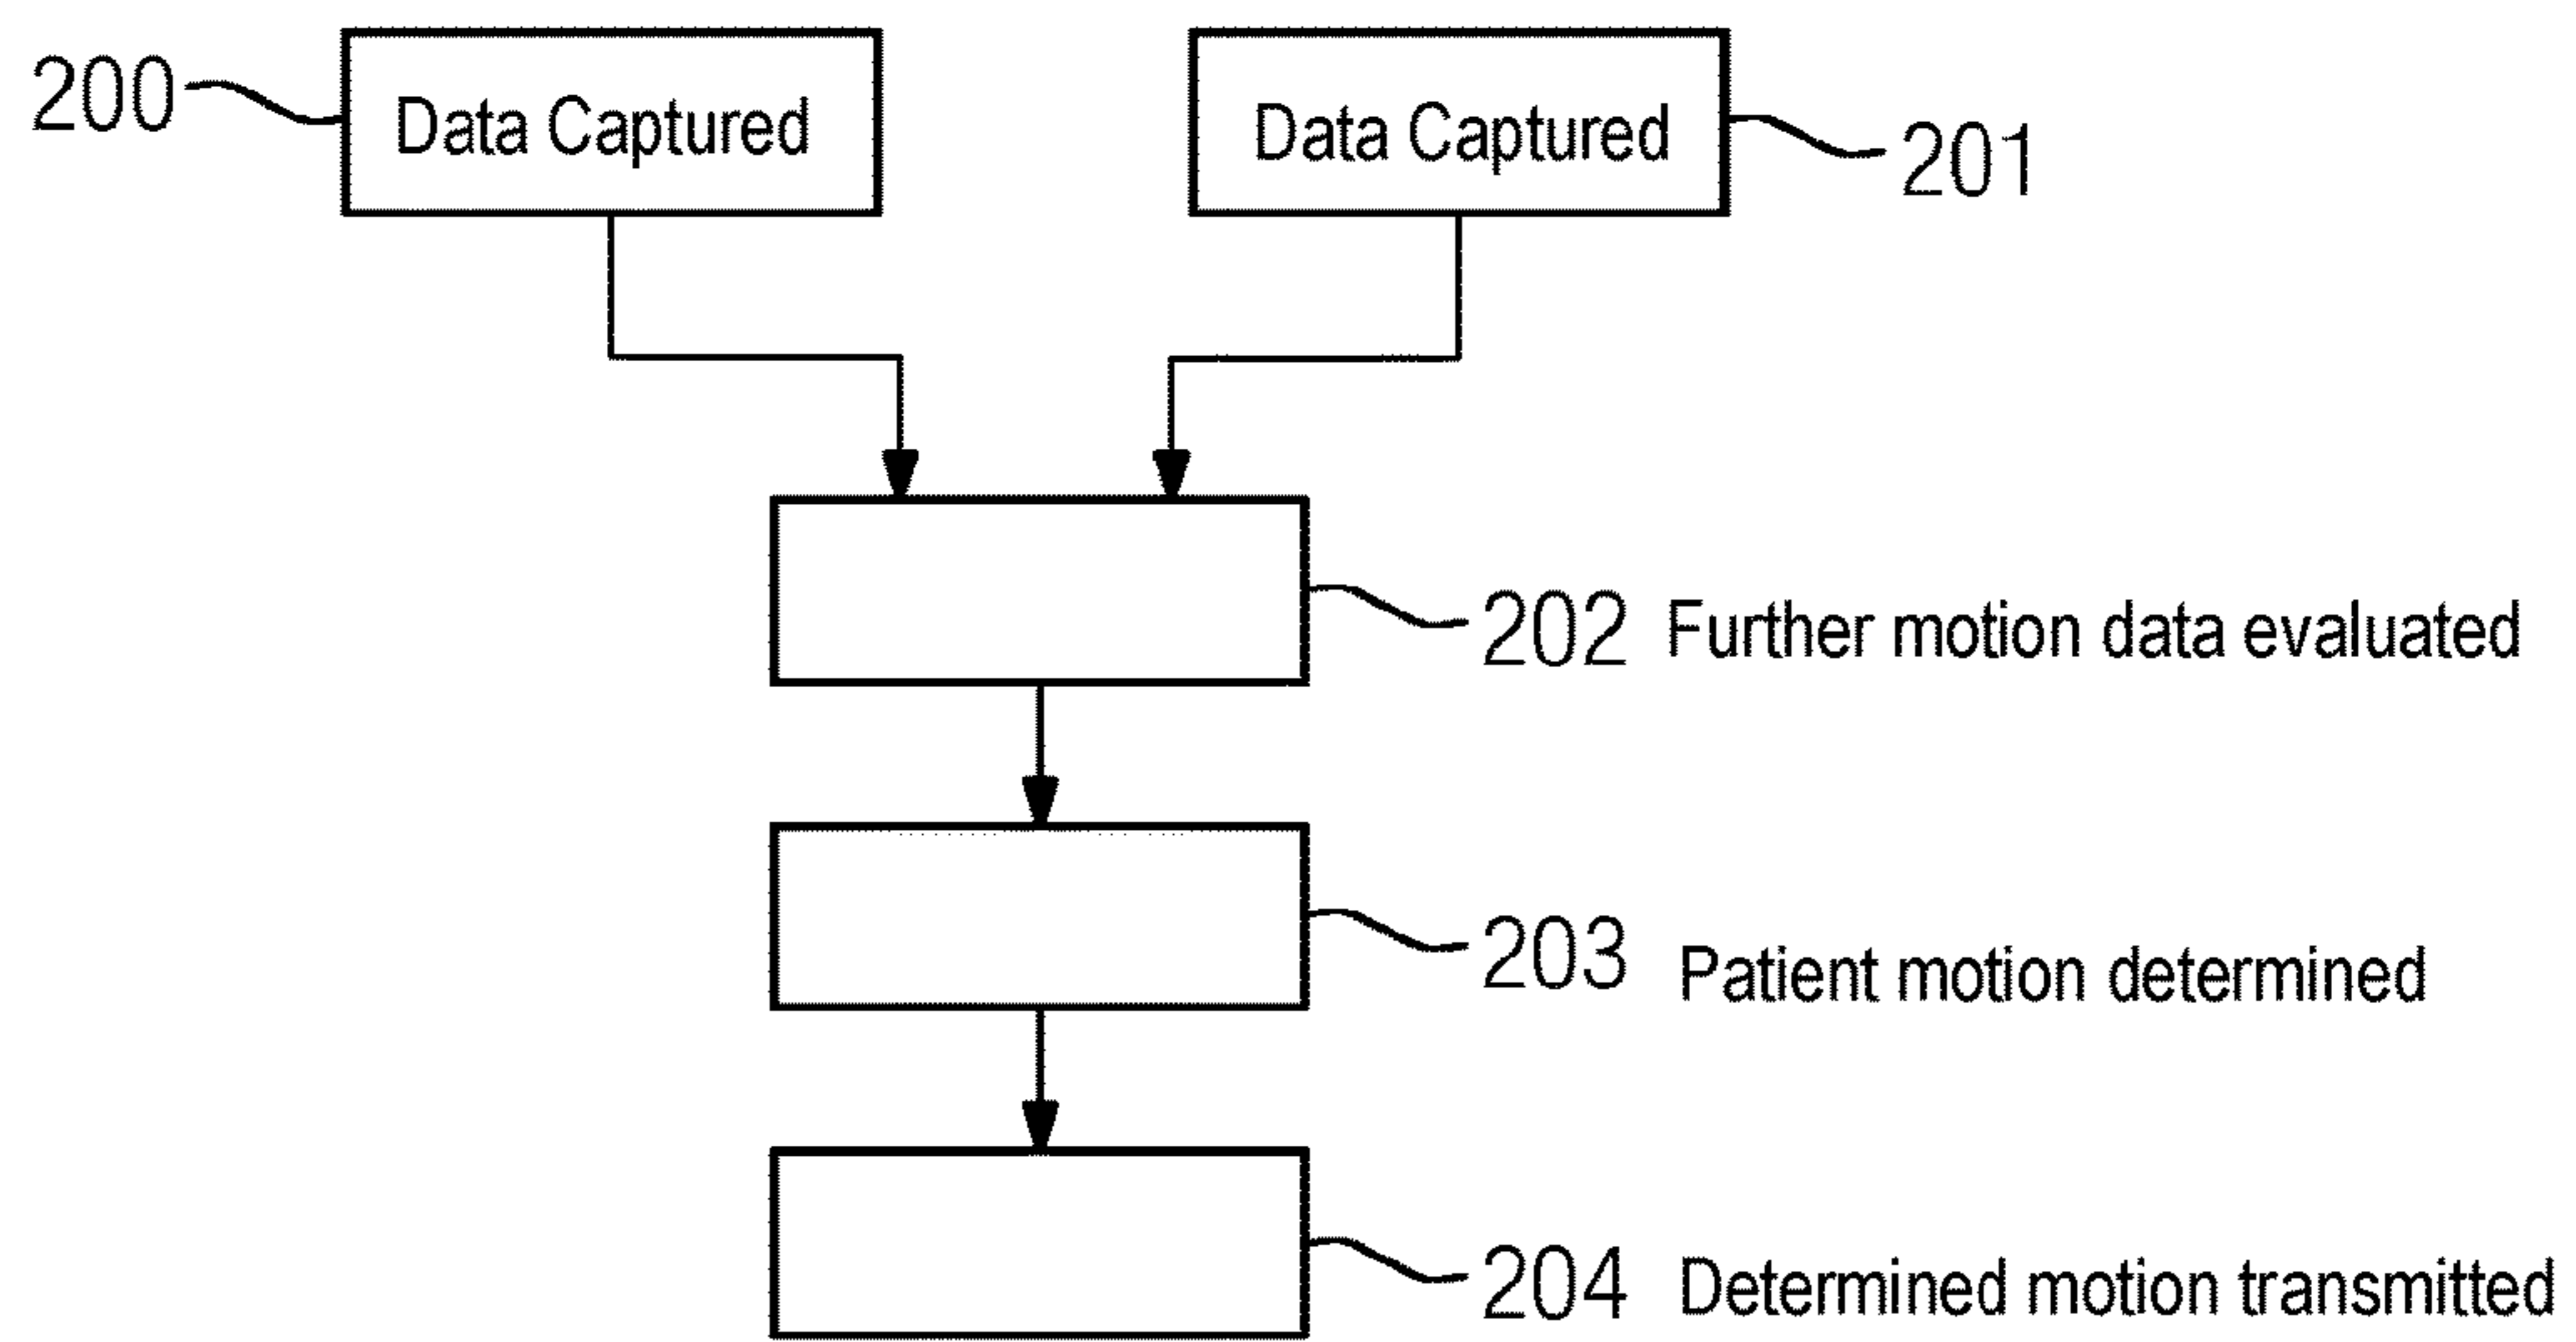 200 Data Captured
Data Captured 201
202 Further motion data evaluated
203 Patient motion determined
204 Determined motion transmitted